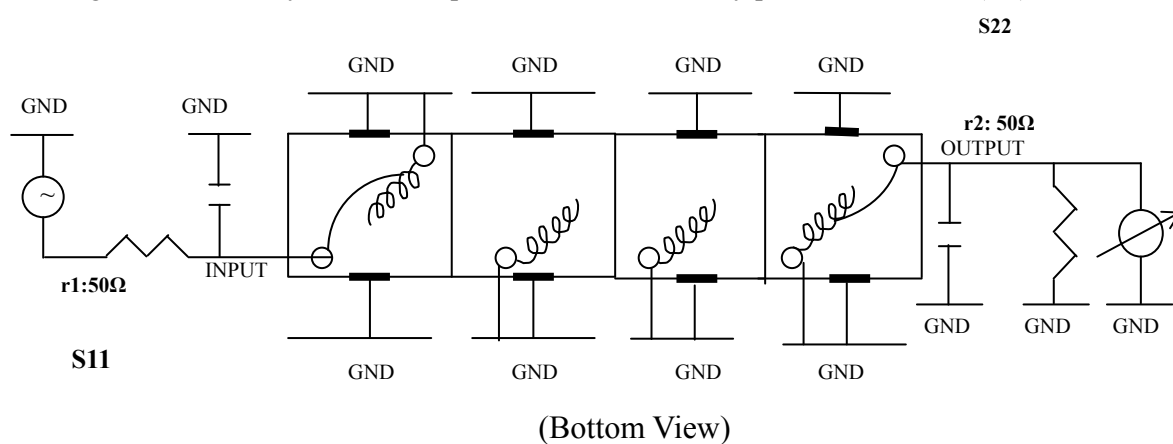 S22
GND GND GND GND
GND GND
r2: 50Ω
OUTPUT
~
INPUT
r1:50Ω
GND GND GND
S11
GND GND GND GND
(Bottom View)